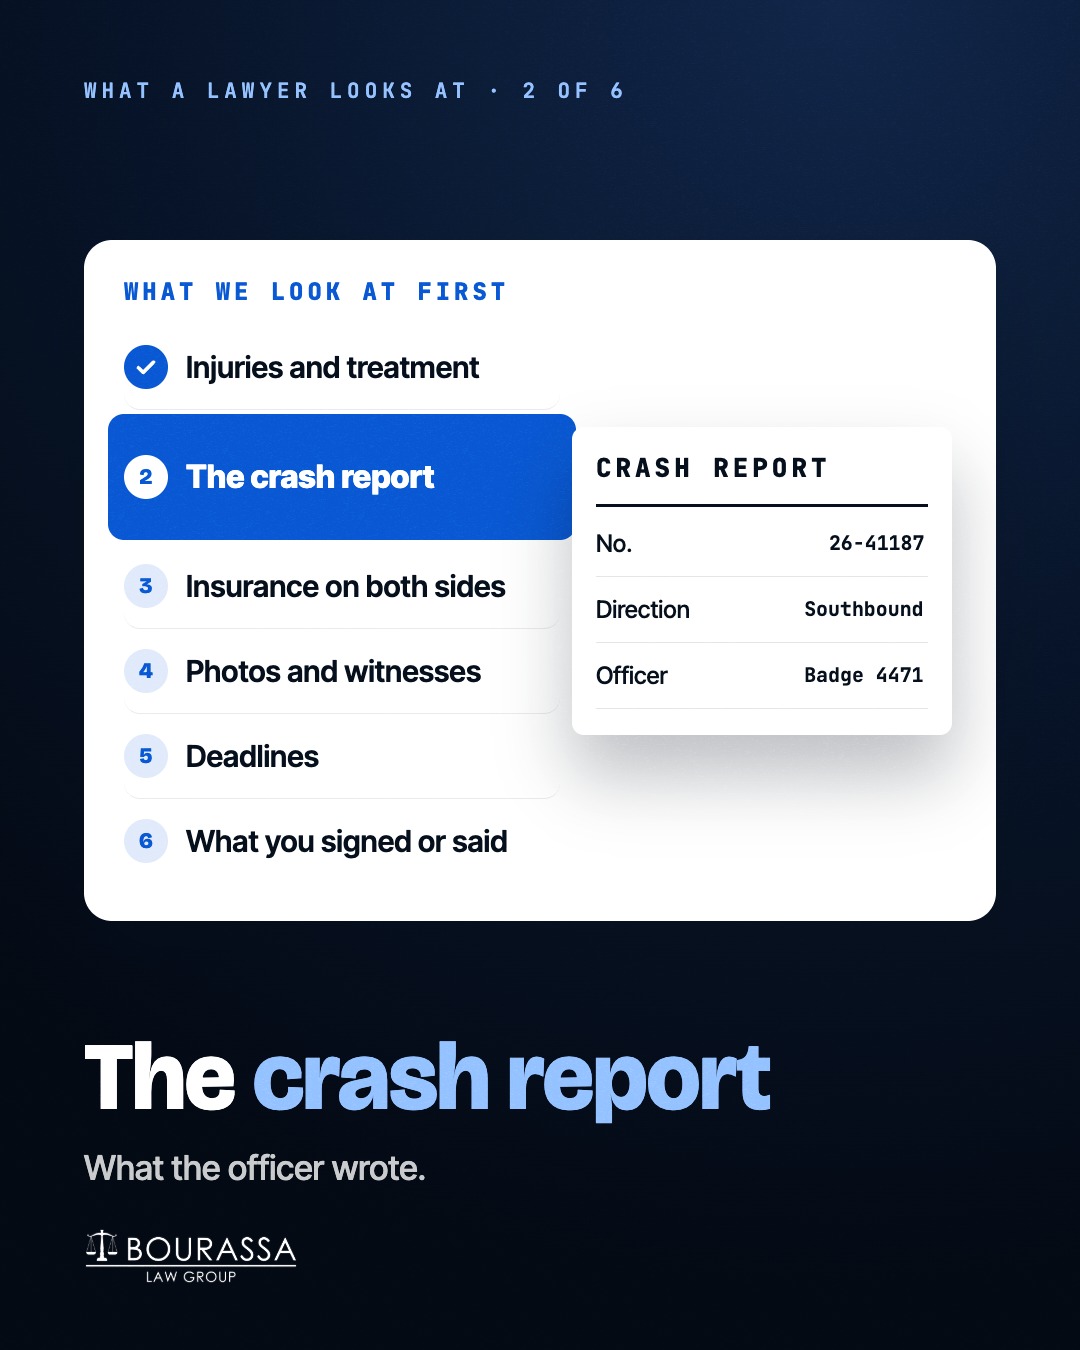 WHAT A LAWYER LOOKS AT · 2 OF 6
WHAT WE LOOK AT FIRST
Injuries and treatment
2 The crash report
3 Insurance on both sides
4 Photos and witnesses
5 Deadlines
6 What you signed or said
CRASH REPORT
No. 26-41187
Direction Southbound
Officer Badge 4471
The crash report
What the officer wrote.
BOURASSA
LAW GROUP